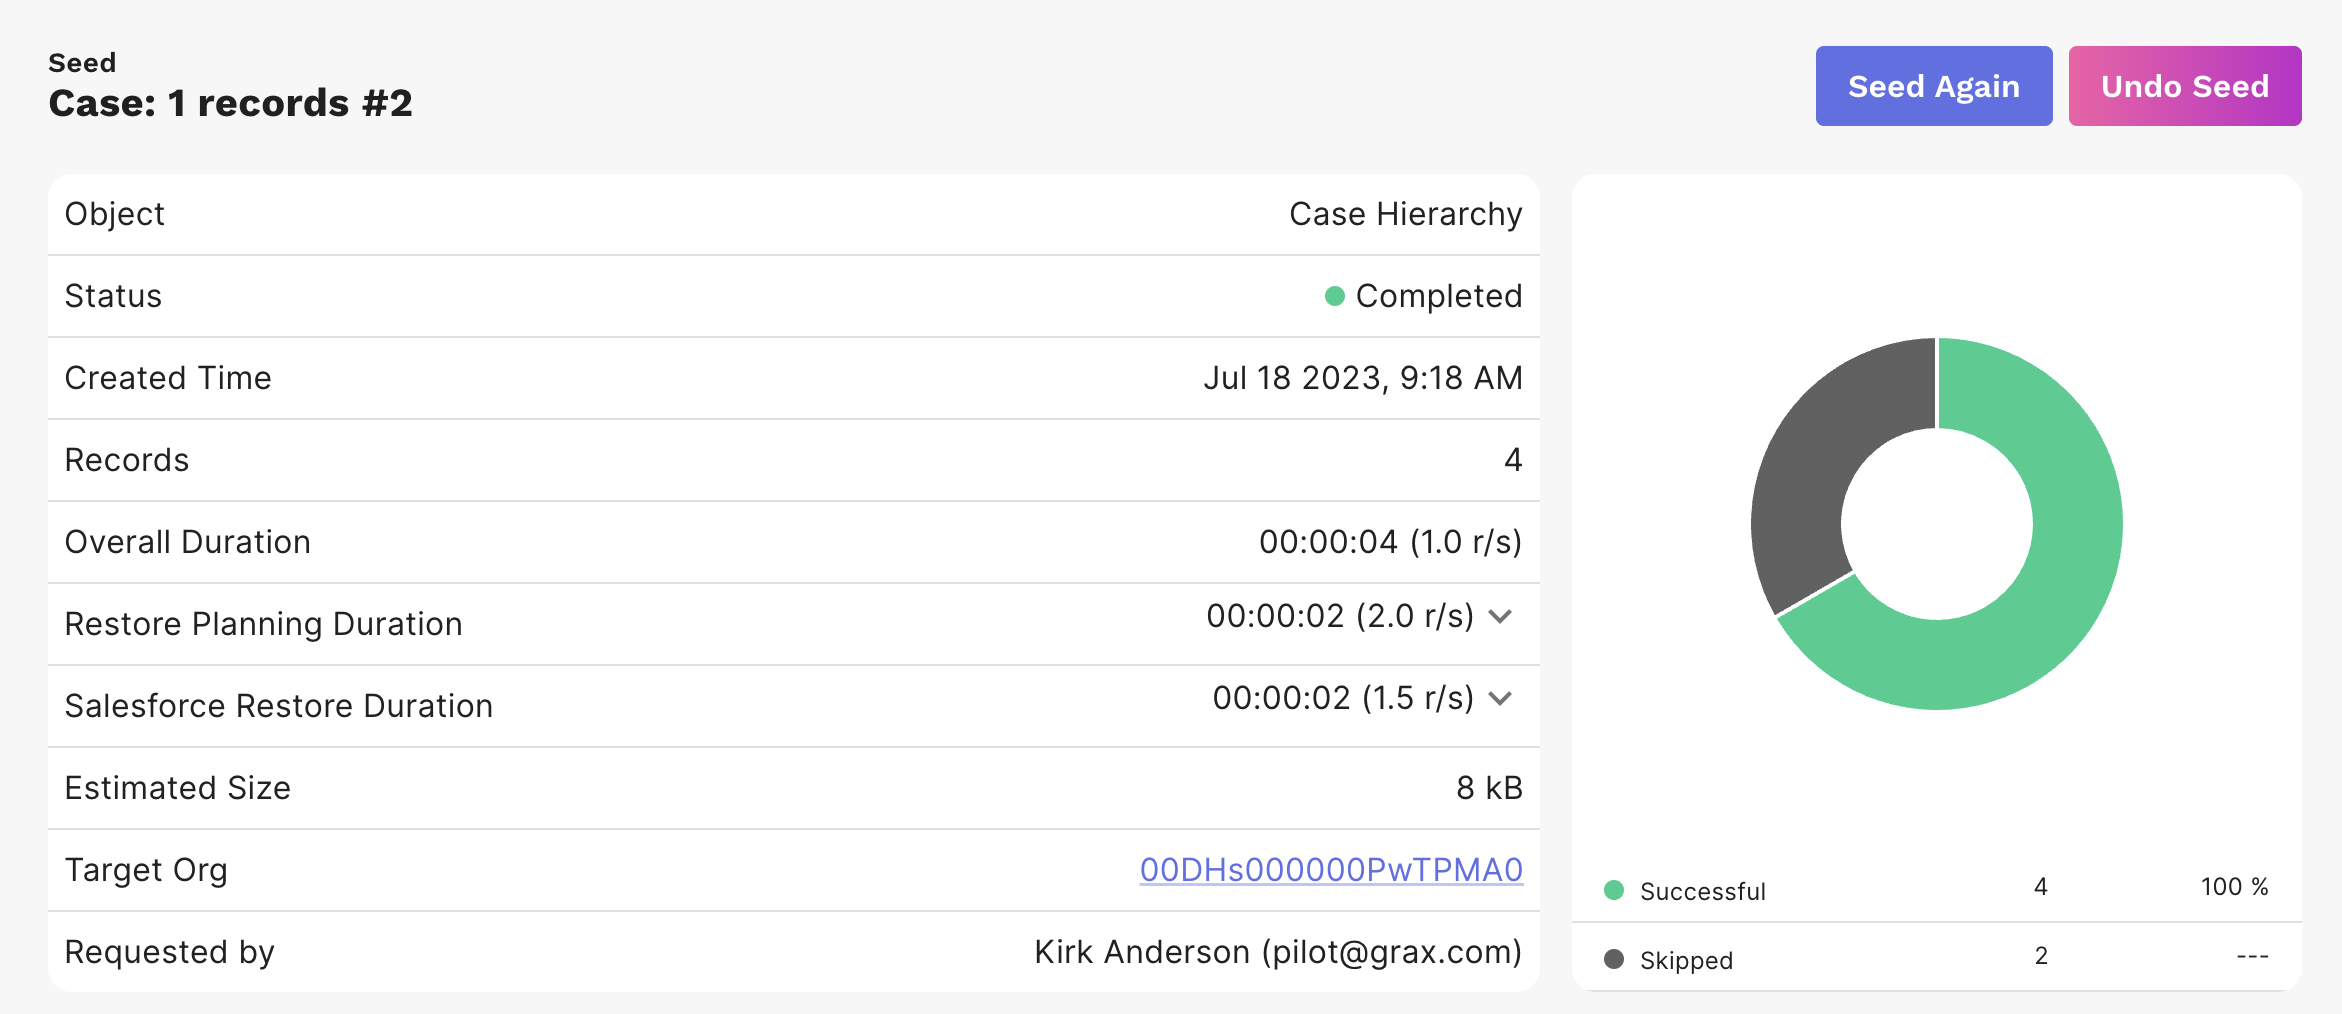 Seed
Case: 1 records #2
Seed Again
Undo Seed
Object Case Hierarchy
Status Completed
Created Time Jul 18 2023, 9:18 AM
Records 4
Overall Duration 00:00:04 (1.0 r/s)
Restore Planning Duration 00:00:02 (2.0 r/s)
Salesforce Restore Duration 00:00:02 (1.5 r/s)
Estimated Size 8 kB
Target Org 00DHs000000PwTPMA0
Requested by Kirk Anderson (pilot@grax.com)
Successful 4 100 %
Skipped 2 ---